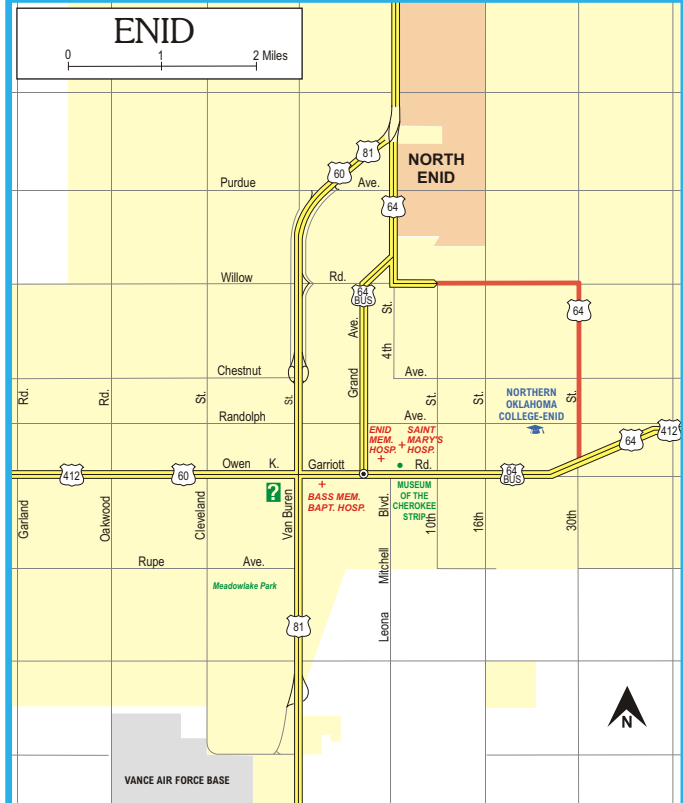 ENID
0 1 2 Miles
81
60
NORTH
ENID
Purdue Ave.
64
Willow Rd.
64
BUS
64
Ave.
St.
4th
Grand
Chestnut Ave.
Rd.
Rd.
St.
St.
St.
St.
St.
NORTHERN
OKLAHOMA
COLLEGE-ENID
Randolph Ave.
ENID
MEM.
HOSP.
SAINT
MARY'S
HOSP.
412
64
Owen K. Garriott Rd.
412
60
64
BUS
?
BASS MEM.
BAPT. HOSP.
MUSEUM
OF THE
CHEROKEE
STRIP
Garland
Oakwood
Cleveland
Van Buren
Blvd.
Mitchell
Leona
10th
16th
30th
Rupe Ave.
Meadowlake Park
81
N
VANCE AIR FORCE BASE